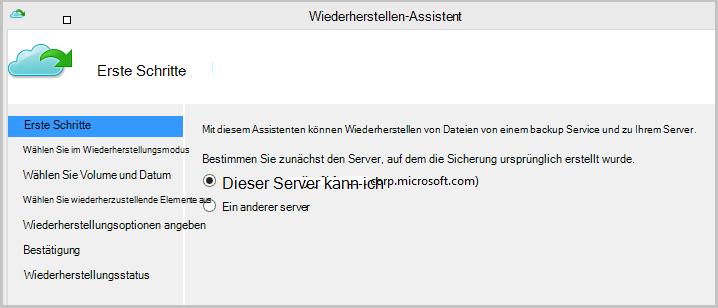 Wiederherstellen-Assistent
Erste Schritte
Erste Schritte
Wählen Sie im Wiederherstellungsmodus
Wählen Sie Volume und Datum
Wählen Sie wiederherzustellende Elemente aus
Wiederherstellungsoptionen angeben
Bestätigung
Wiederherstellungsstatus
Mit diesem Assistenten können Wiederherstellen von Dateien von einem backup Service und zu Ihrem Server.
Bestimmen Sie zunächst den Server, auf dem die Sicherung ursprünglich erstellt wurde.
Dieser Server kann ich corp.microsoft.com)
Ein anderer server